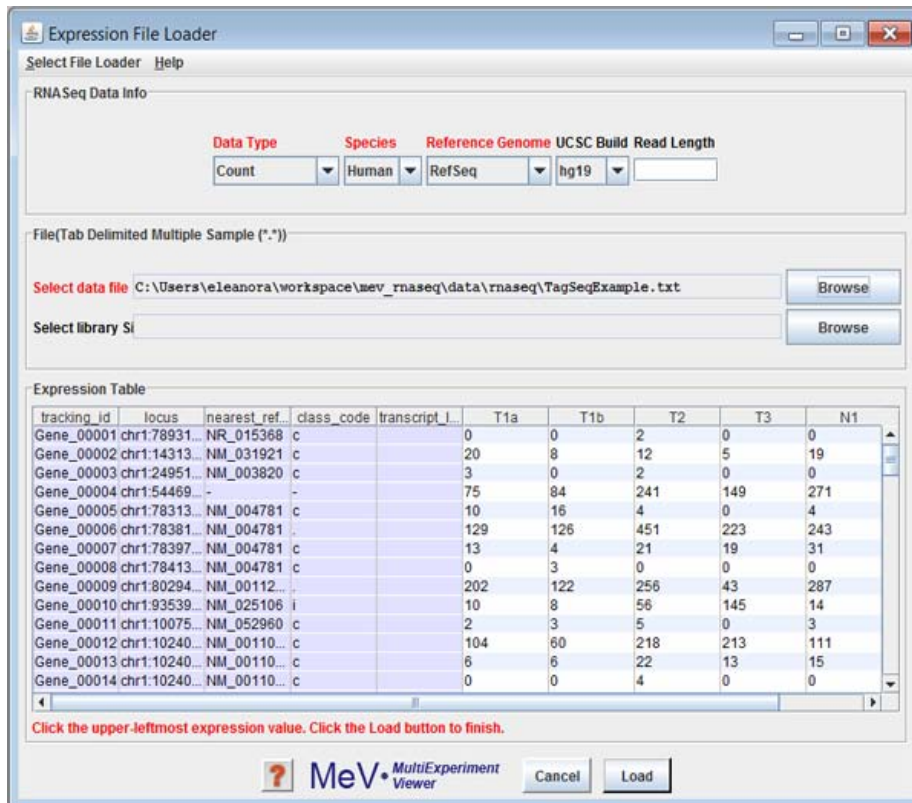 Expression File Loader
Select File Loader Help
RNASeq Data Info
Data Type Species Reference Genome UCSC Build Read Length
Count Human RefSeq hg19
File(Tab Delimited Multiple Sample (*.*))
Select data file C:\Users\eleanora\workspace\mev_rnaseq\data\rnaseq\TagSeqExample.txt Browse
Select library Si Browse
Expression Table
tracking_id locus nearest_ref... class_code transcript_l... T1a T1b T2 T3 N1
Gene_00001 chr1:78931... NR_015368 c 0 0 2 0 0
Gene_00002 chr1:14313... NM_031921 c 20 8 12 5 19
Gene_00003 chr1:24951... NM_003820 c 3 0 2 0 0
Gene_00004 chr1:54469... - - 75 84 241 149 271
Gene_00005 chr1:78313... NM_004781 c 10 16 4 0 4
Gene_00006 chr1:78381... NM_004781 . 129 126 451 223 243
Gene_00007 chr1:78397... NM_004781 c 13 4 21 19 31
Gene_00008 chr1:78413... NM_004781 c 0 3 0 0 0
Gene_00009 chr1:80294... NM_00112... . 202 122 256 43 287
Gene_00010 chr1:93539... NM_025106 i 10 8 56 145 14
Gene_00011 chr1:10075... NM_052960 c 2 3 5 0 3
Gene_00012 chr1:10240... NM_00110... c 104 60 218 213 111
Gene_00013 chr1:10240... NM_00110... c 6 6 22 13 15
Gene_00014 chr1:10240... NM_00110... c 0 0 4 0 0
Click the upper-leftmost expression value. Click the Load button to finish.
? MeV MultiExperiment Viewer Cancel Load